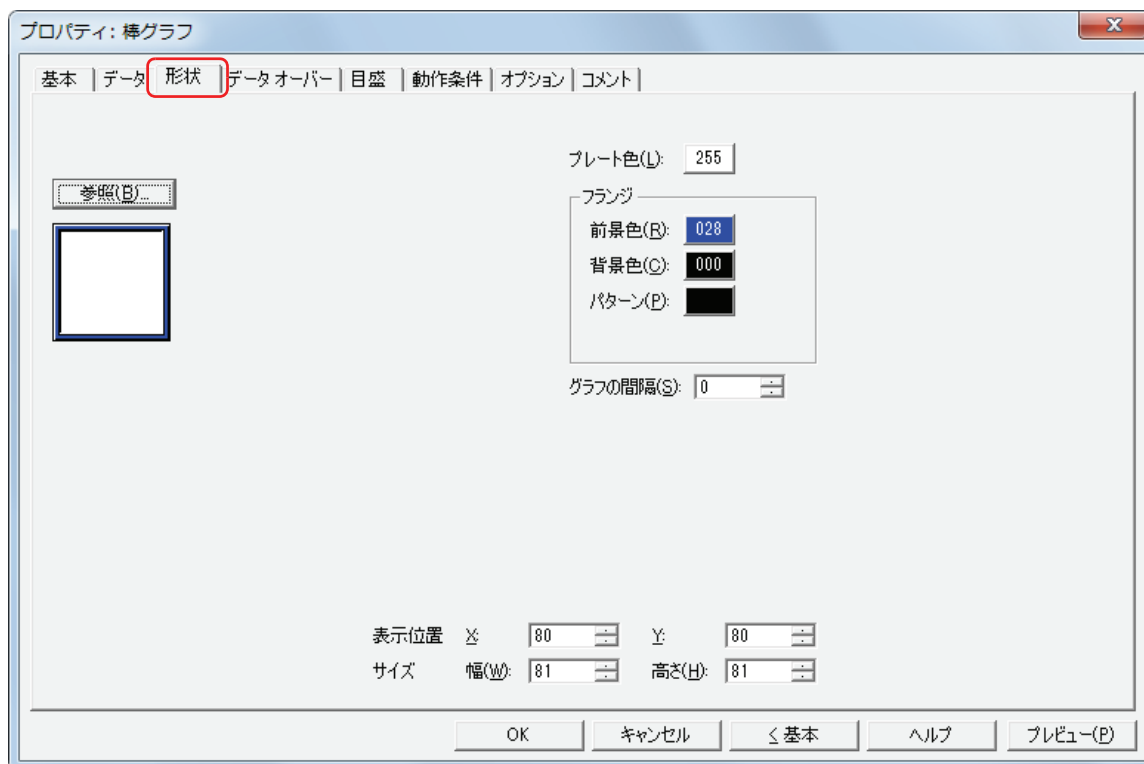 プロパティ: 棒グラフ
基本 データ 形状 データ オーバー 目盛 動作条件 オプション コメント
プレート色(L): 255
参照(B)...
フランジ
前景色(R): 028
背景色(C): 000
パターン(P):
グラフの間隔(S): 0
表示位置 X: 80 Y: 80
サイズ 幅(W): 81 高さ(H): 81
OK キャンセル < 基本 ヘルプ プレビュー(P)